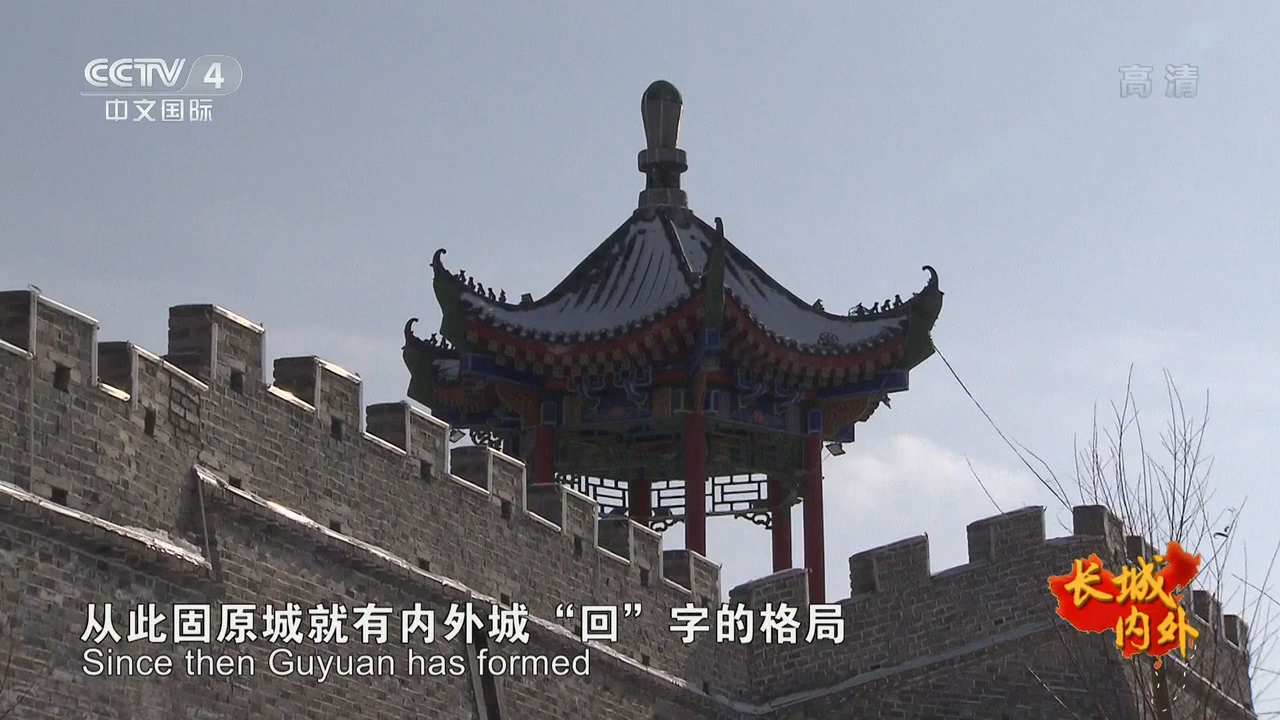 CCTV 4
中文国际
高清
从此固原城就有内外城“回”字的格局
Since then Guyuan has formed
长城
内外